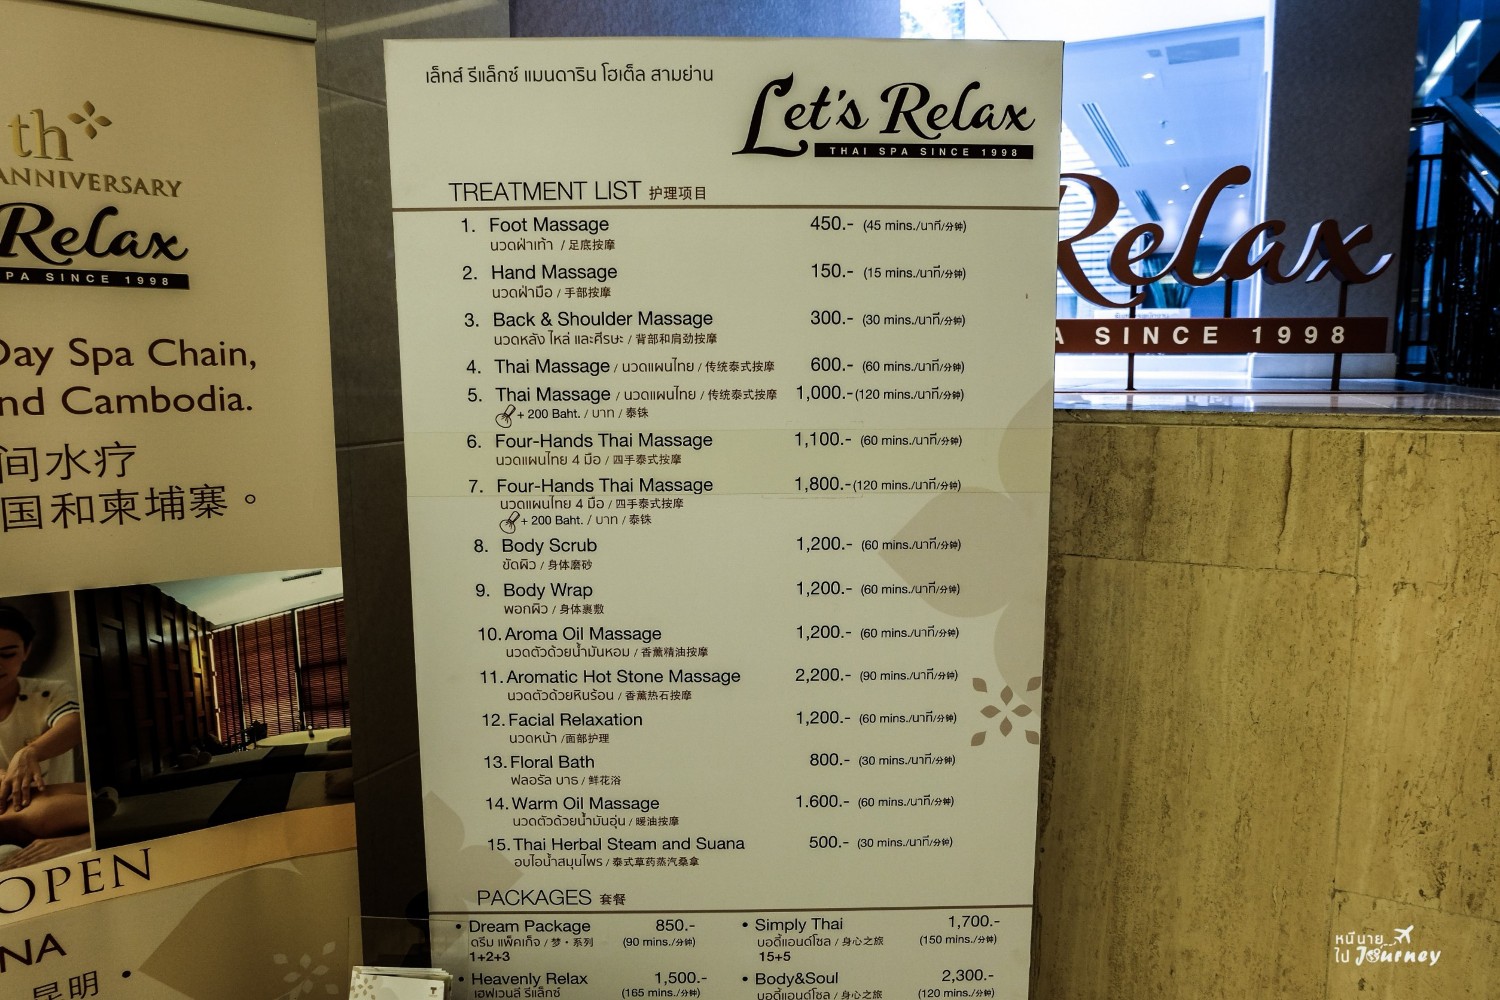 th
ANNIVERSARY
Relax
PA SINCE 1998
Day Spa Chain,
nd Cambodia.
间水疗
国和柬埔寨。
OPEN
NA
昆明 •
เล็ทส์ รีแล็กซ์ แมนดาริน โฮเต็ล สามย่าน
Let's Relax
THAI SPA SINCE 1998
TREATMENT LIST 护理项目
1. Foot Massage 450.- (45 mins./นาที/分钟)
นวดฝ่าเท้า / 足底按摩
2. Hand Massage 150.- (15 mins./นาที/分钟)
นวดฝ่ามือ / 手部按摩
3. Back & Shoulder Massage 300.- (30 mins./นาที/分钟)
นวดหลัง ไหล่ และศีรษะ / 背部和肩劲按摩
4. Thai Massage / นวดแผนไทย / 传统泰式按摩 600.- (60 mins./นาที/分钟)
5. Thai Massage / นวดแผนไทย / 传统泰式按摩 1,000.- (120 mins./นาที/分钟)
+ 200 Baht. / บาท / 泰铢
6. Four-Hands Thai Massage 1,100.- (60 mins./นาที/分钟)
นวดแผนไทย 4 มือ / 四手泰式按摩
7. Four-Hands Thai Massage 1,800.- (120 mins./นาที/分钟)
นวดแผนไทย 4 มือ / 四手泰式按摩
+ 200 Baht. / บาท / 泰铢
8. Body Scrub 1,200.- (60 mins./นาที/分钟)
ขัดผิว / 身体磨砂
9. Body Wrap 1,200.- (60 mins./นาที/分钟)
พอกผิว / 身体裹敷
10. Aroma Oil Massage 1,200.- (60 mins./นาที/分钟)
นวดตัวด้วยน้ำมันหอม / 香薰精油按摩
11. Aromatic Hot Stone Massage 2,200.- (90 mins./นาที/分钟)
นวดตัวด้วยหินร้อน / 香薰热石按摩
12. Facial Relaxation 1,200.- (60 mins./นาที/分钟)
นวดหน้า /面部护理
13. Floral Bath 800.- (30 mins./นาที/分钟)
ฟลอรัล บาธ / 鲜花浴
14. Warm Oil Massage 1.600.- (60 mins./นาที/分钟)
นวดตัวด้วยน้ำมันอุ่น / 暖油按摩
15. Thai Herbal Steam and Suana 500.- (30 mins./นาที/分钟)
อบไอน้ำสมุนไพร / 泰式草药蒸汽桑拿
PACKAGES 套餐
• Dream Package 850.-
ดรีม แพ็คเก็จ / 梦・系列 (90 mins./分钟)
1+2+3
• Heavenly Relax 1,500.-
เฮฟเวนลี รีแล็กซ์ (165 mins./分钟)
• Simply Thai 1,700.-
บอดี้แอนด์โซล / 身心之旅 (150 mins./分钟)
15+5
• Body&Soul 2,300.-
บอดี้แอนด์โซล / 身心之旅 (120 mins./分钟)
Relax
A SINCE 1998
หนีนาย
ไป Journey